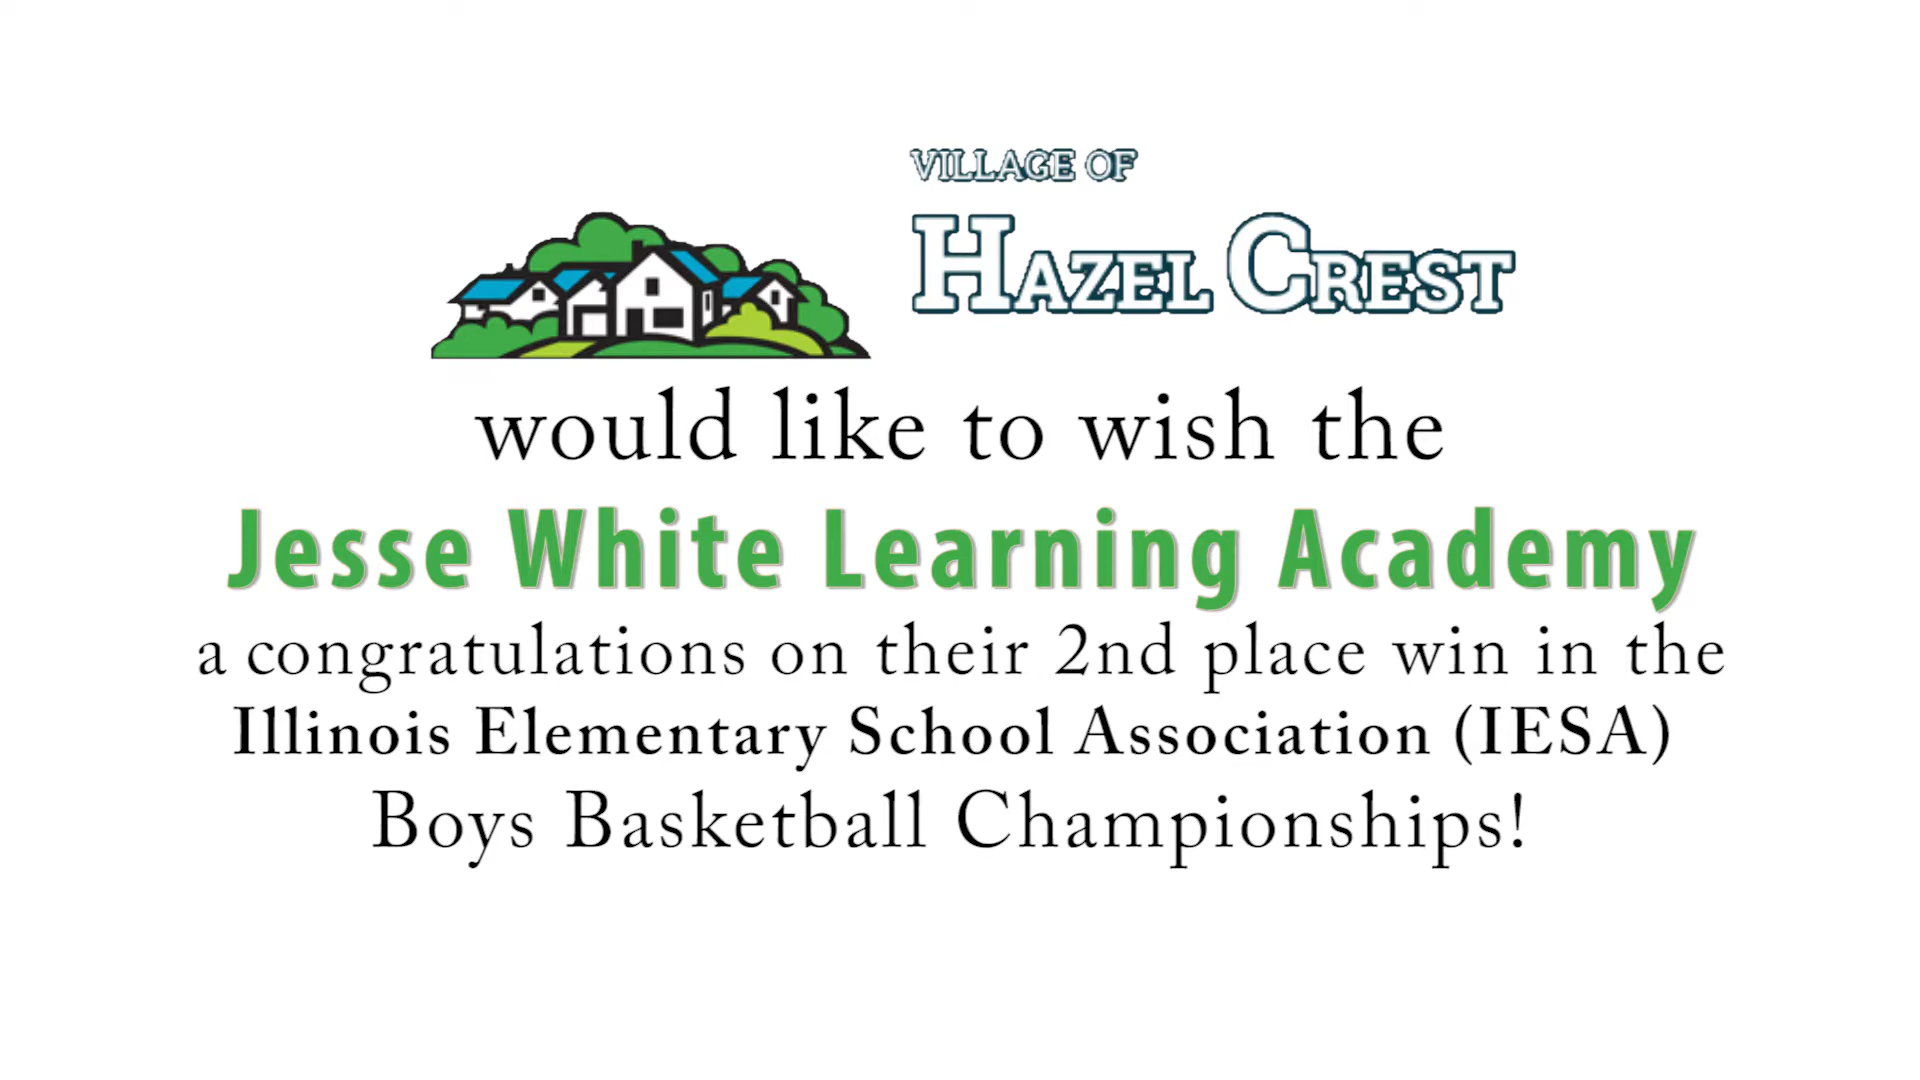 VILLAGE OF
HAZEL CREST
would like to wish the
Jesse White Learning Academy
a congratulations on their 2nd place win in the
Illinois Elementary School Association (IESA)
Boys Basketball Championships!